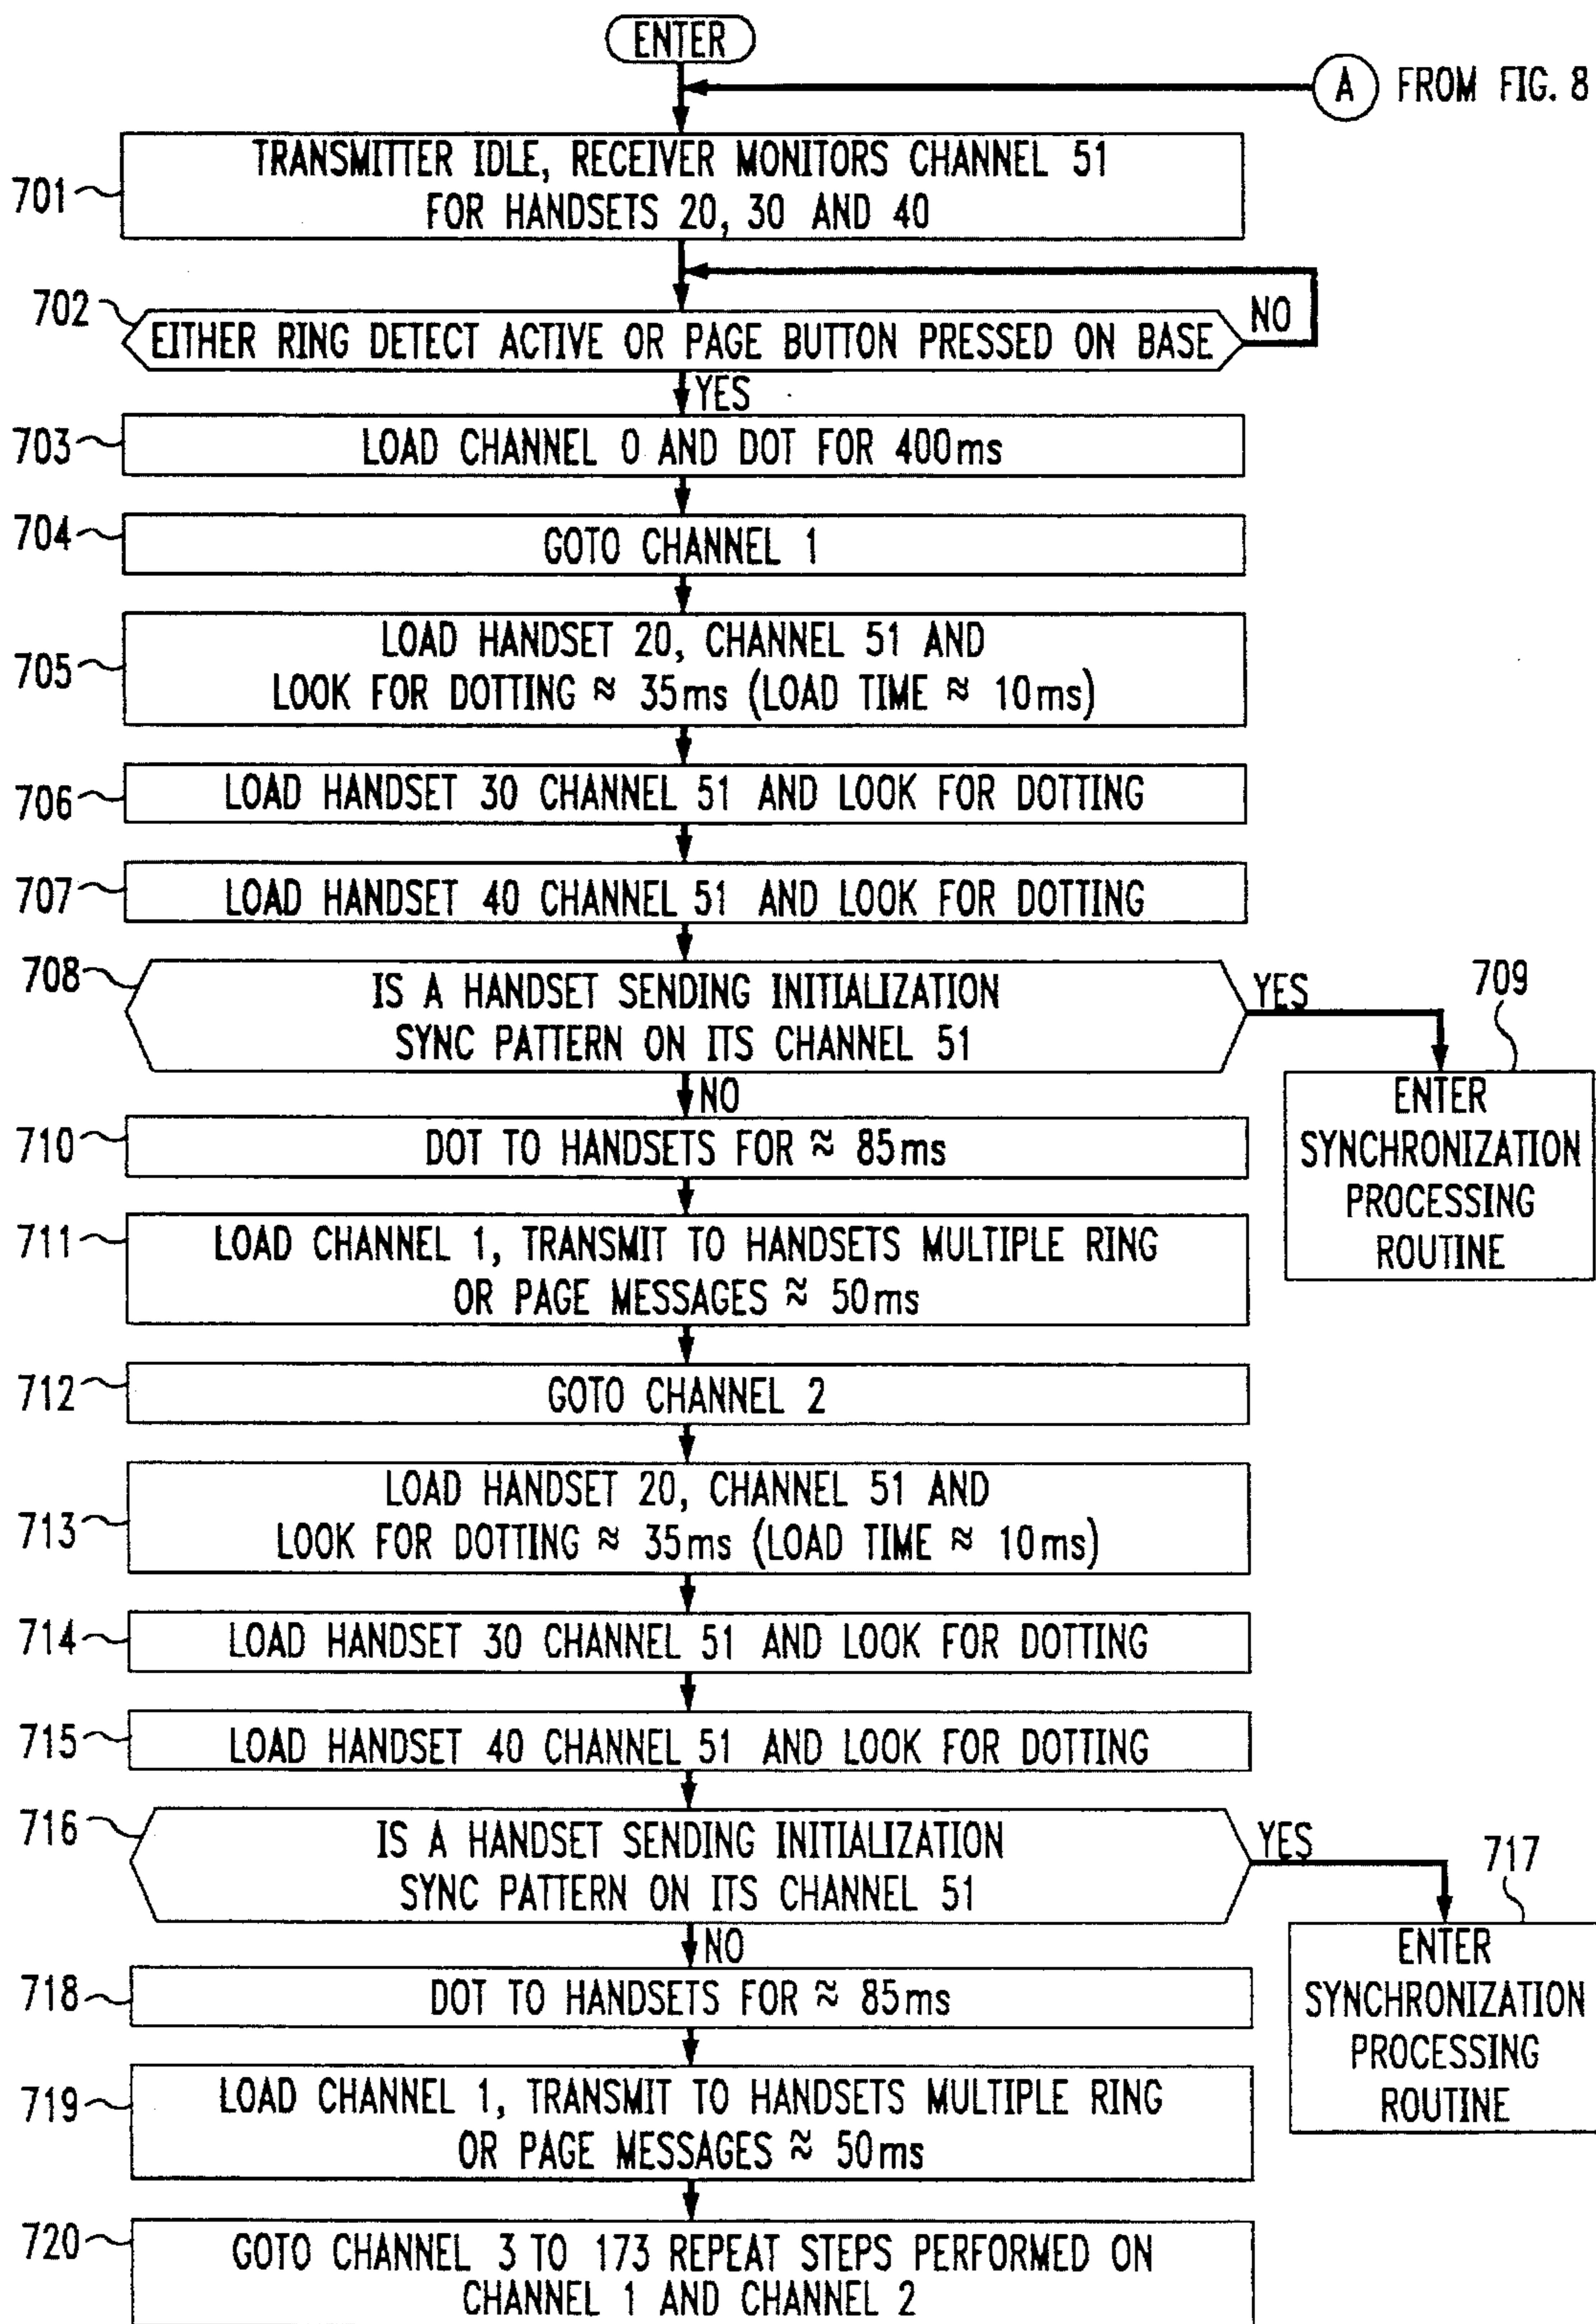 ENTER
A FROM FIG. 8
701
TRANSMITTER IDLE, RECEIVER MONITORS CHANNEL 51
FOR HANDSETS 20, 30 AND 40
702
EITHER RING DETECT ACTIVE OR PAGE BUTTON PRESSED ON BASE
NO
YES
703
LOAD CHANNEL 0 AND DOT FOR 400ms
704
GOTO CHANNEL 1
705
LOAD HANDSET 20, CHANNEL 51 AND
LOOK FOR DOTTING ≈ 35ms (LOAD TIME ≈ 10ms)
706
LOAD HANDSET 30 CHANNEL 51 AND LOOK FOR DOTTING
707
LOAD HANDSET 40 CHANNEL 51 AND LOOK FOR DOTTING
708
IS A HANDSET SENDING INITIALIZATION
SYNC PATTERN ON ITS CHANNEL 51
YES
709
ENTER
SYNCHRONIZATION
PROCESSING
ROUTINE
NO
710
DOT TO HANDSETS FOR ≈ 85ms
711
LOAD CHANNEL 1, TRANSMIT TO HANDSETS MULTIPLE RING
OR PAGE MESSAGES ≈ 50ms
712
GOTO CHANNEL 2
713
LOAD HANDSET 20, CHANNEL 51 AND
LOOK FOR DOTTING ≈ 35ms (LOAD TIME ≈ 10ms)
714
LOAD HANDSET 30 CHANNEL 51 AND LOOK FOR DOTTING
715
LOAD HANDSET 40 CHANNEL 51 AND LOOK FOR DOTTING
716
IS A HANDSET SENDING INITIALIZATION
SYNC PATTERN ON ITS CHANNEL 51
YES
717
ENTER
SYNCHRONIZATION
PROCESSING
ROUTINE
NO
718
DOT TO HANDSETS FOR ≈ 85ms
719
LOAD CHANNEL 1, TRANSMIT TO HANDSETS MULTIPLE RING
OR PAGE MESSAGES ≈ 50ms
720
GOTO CHANNEL 3 TO 173 REPEAT STEPS PERFORMED ON
CHANNEL 1 AND CHANNEL 2